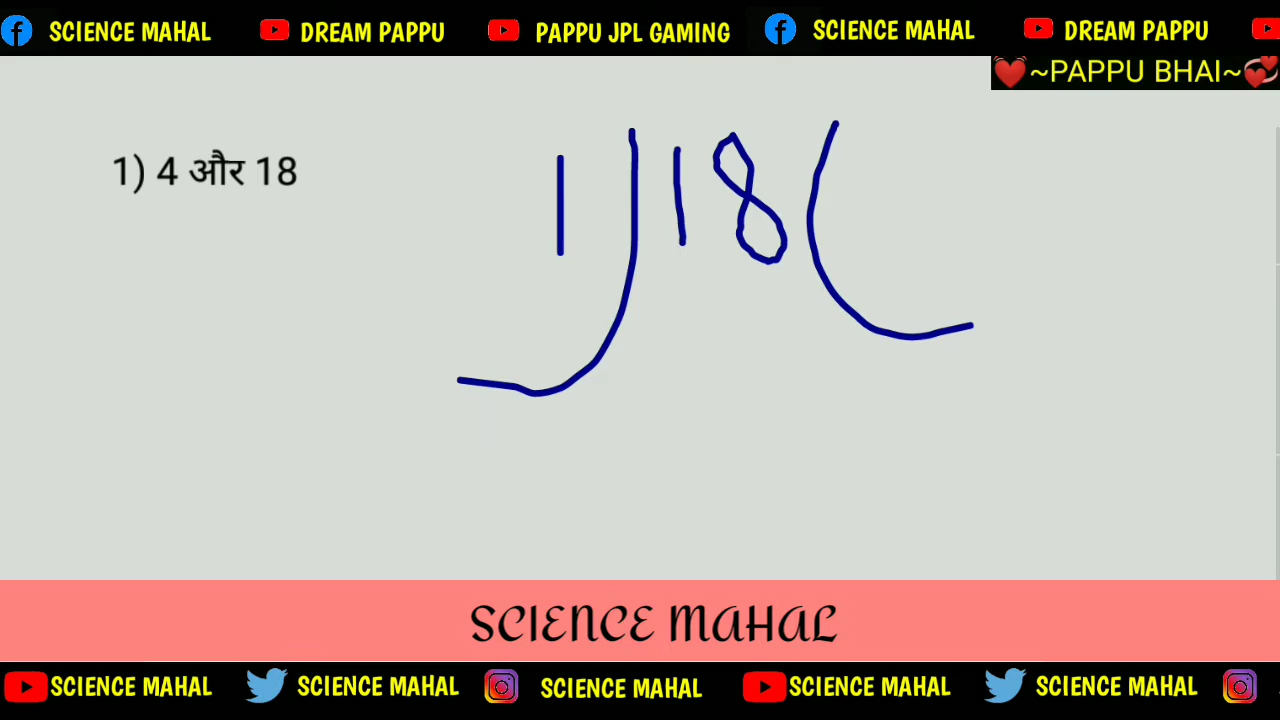 SCIENCE MAHAL DREAM PAPPU PAPPU JPL GAMING SCIENCE MAHAL DREAM PAPPU
~PAPPU BHAI~
1) 4 और 18
1)18(
SCIENCE MAHAL
SCIENCE MAHAL SCIENCE MAHAL SCIENCE MAHAL SCIENCE MAHAL SCIENCE MAHAL